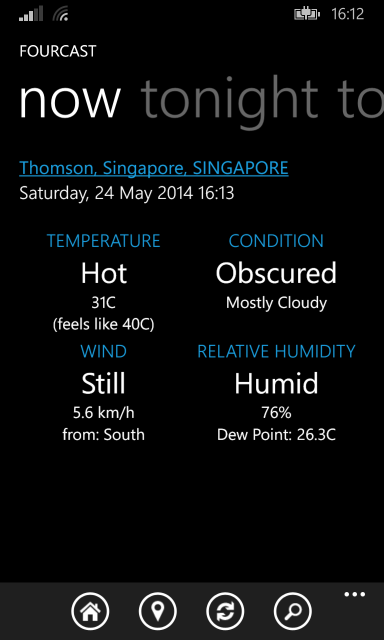 16:12
FOURCAST
now tonight to
Thomson, Singapore, SINGAPORE
Saturday, 24 May 2014 16:13
TEMPERATURE
Hot
31C
(feels like 40C)
CONDITION
Obscured
Mostly Cloudy
WIND
Still
5.6 km/h
from: South
RELATIVE HUMIDITY
Humid
76%
Dew Point: 26.3C